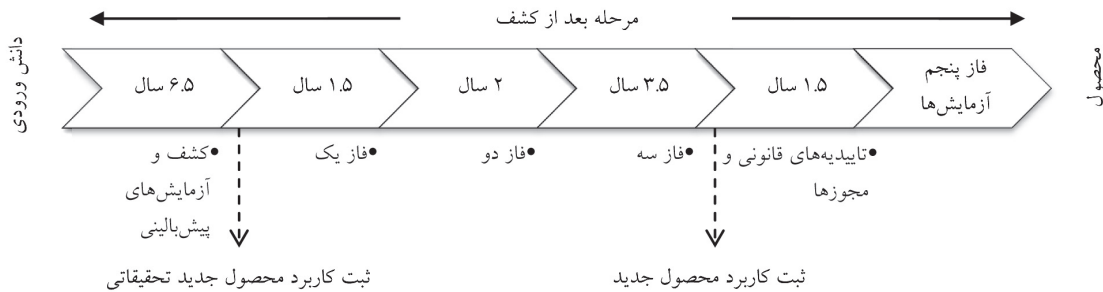 مرحله بعد از کشف
دانش ورودی
۶.۵ سال
۱.۵ سال
۲ سال
۳.۵ سال
۱.۵ سال
فاز پنجم
آزمایش‌ها
محصول
•کشف و
آزمایش‌های
پیش‌بالینی
•فاز یک
•فاز دو
•فاز سه
•تاییدیه‌های قانونی و
مجوزها
ثبت کاربرد محصول جدید تحقیقاتی
ثبت کاربرد محصول جدید